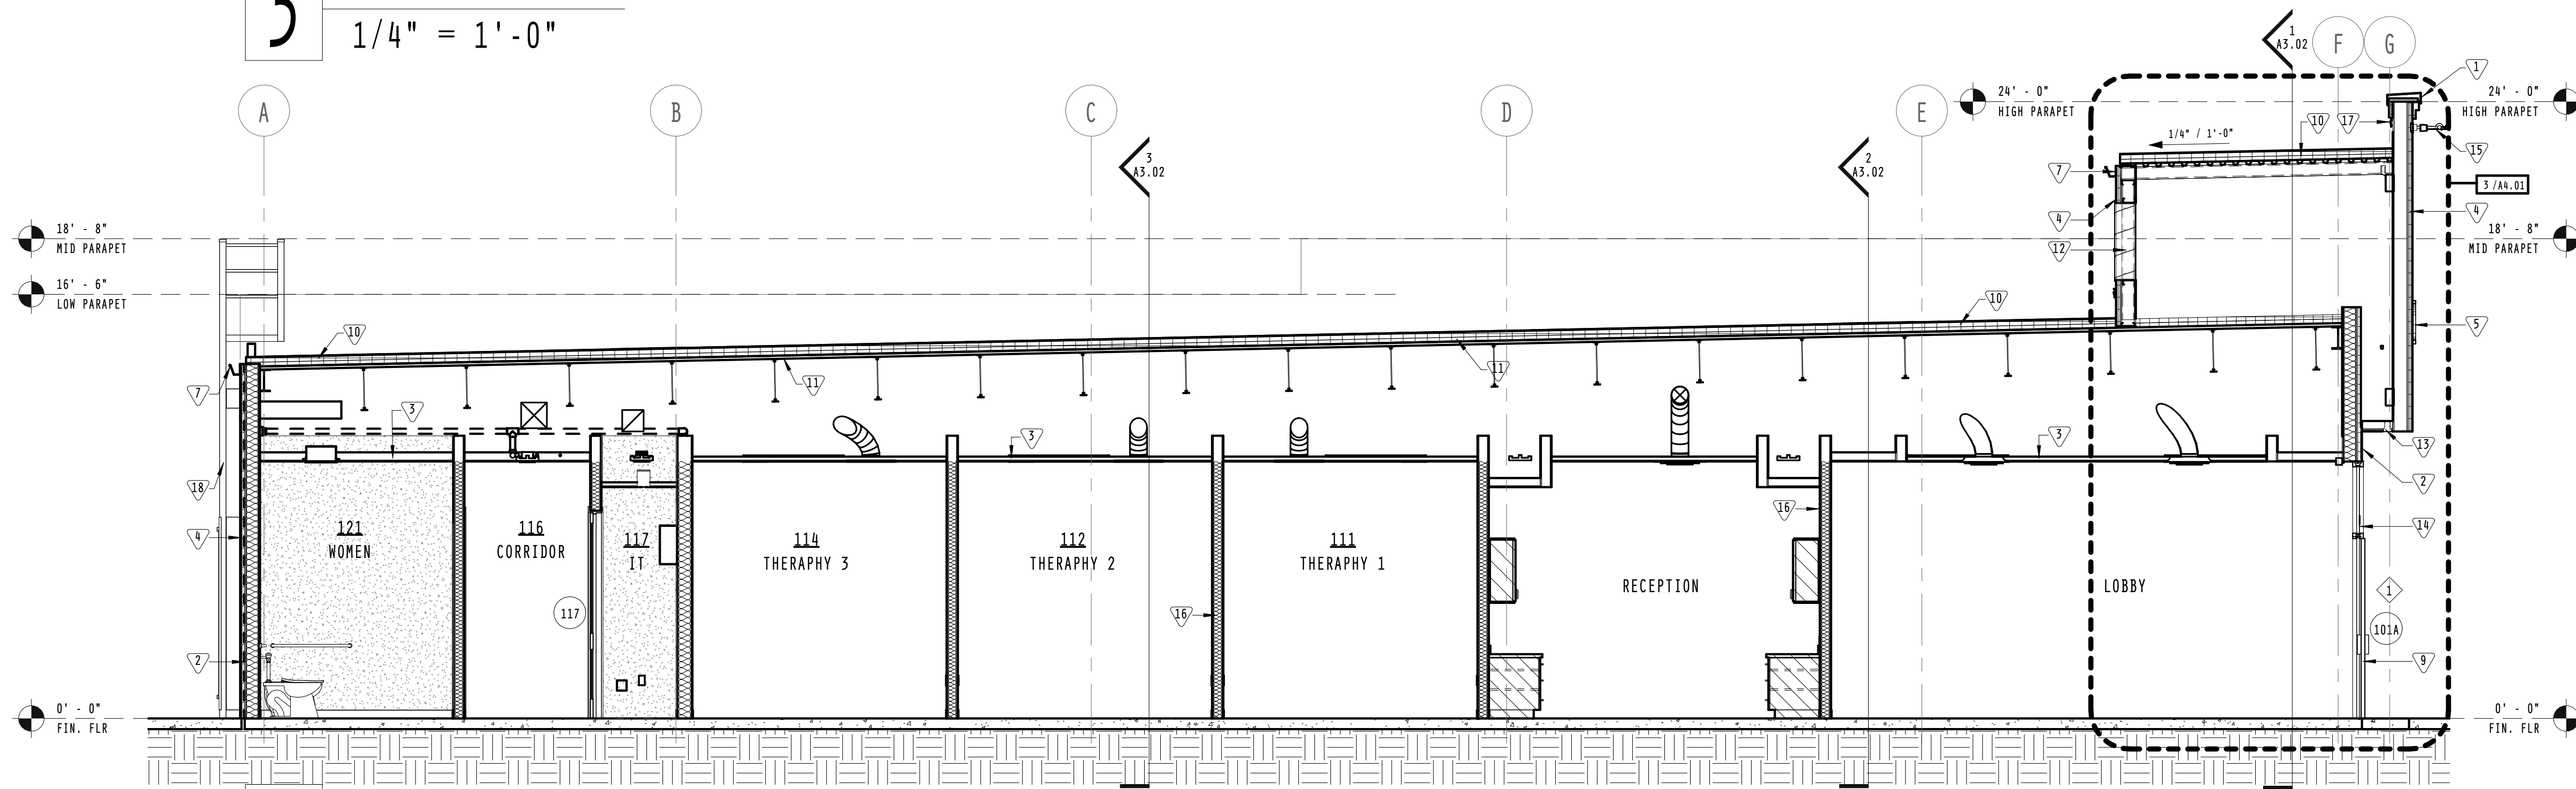 1/4" = 1'-0"
1
A3.02
F
G
A
B
C
D
E
1
24' - 0"
HIGH PARAPET
24' - 0"
HIGH PARAPET
10
17
1/4" / 1'-0"
15
3
A3.02
2
A3.02
7
3 /A4.01
4
4
18' - 8"
MID PARAPET
12
18' - 8"
MID PARAPET
16' - 6"
LOW PARAPET
10
10
5
7
11
11
3
3
3
13
18
2
16
4
14
121
WOMEN
116
CORRIDOR
117
IT
114
THERAPHY 3
112
THERAPHY 2
111
THERAPHY 1
RECEPTION
LOBBY
1
117
16
101A
2
9
0' - 0"
FIN. FLR
0' - 0"
FIN. FLR